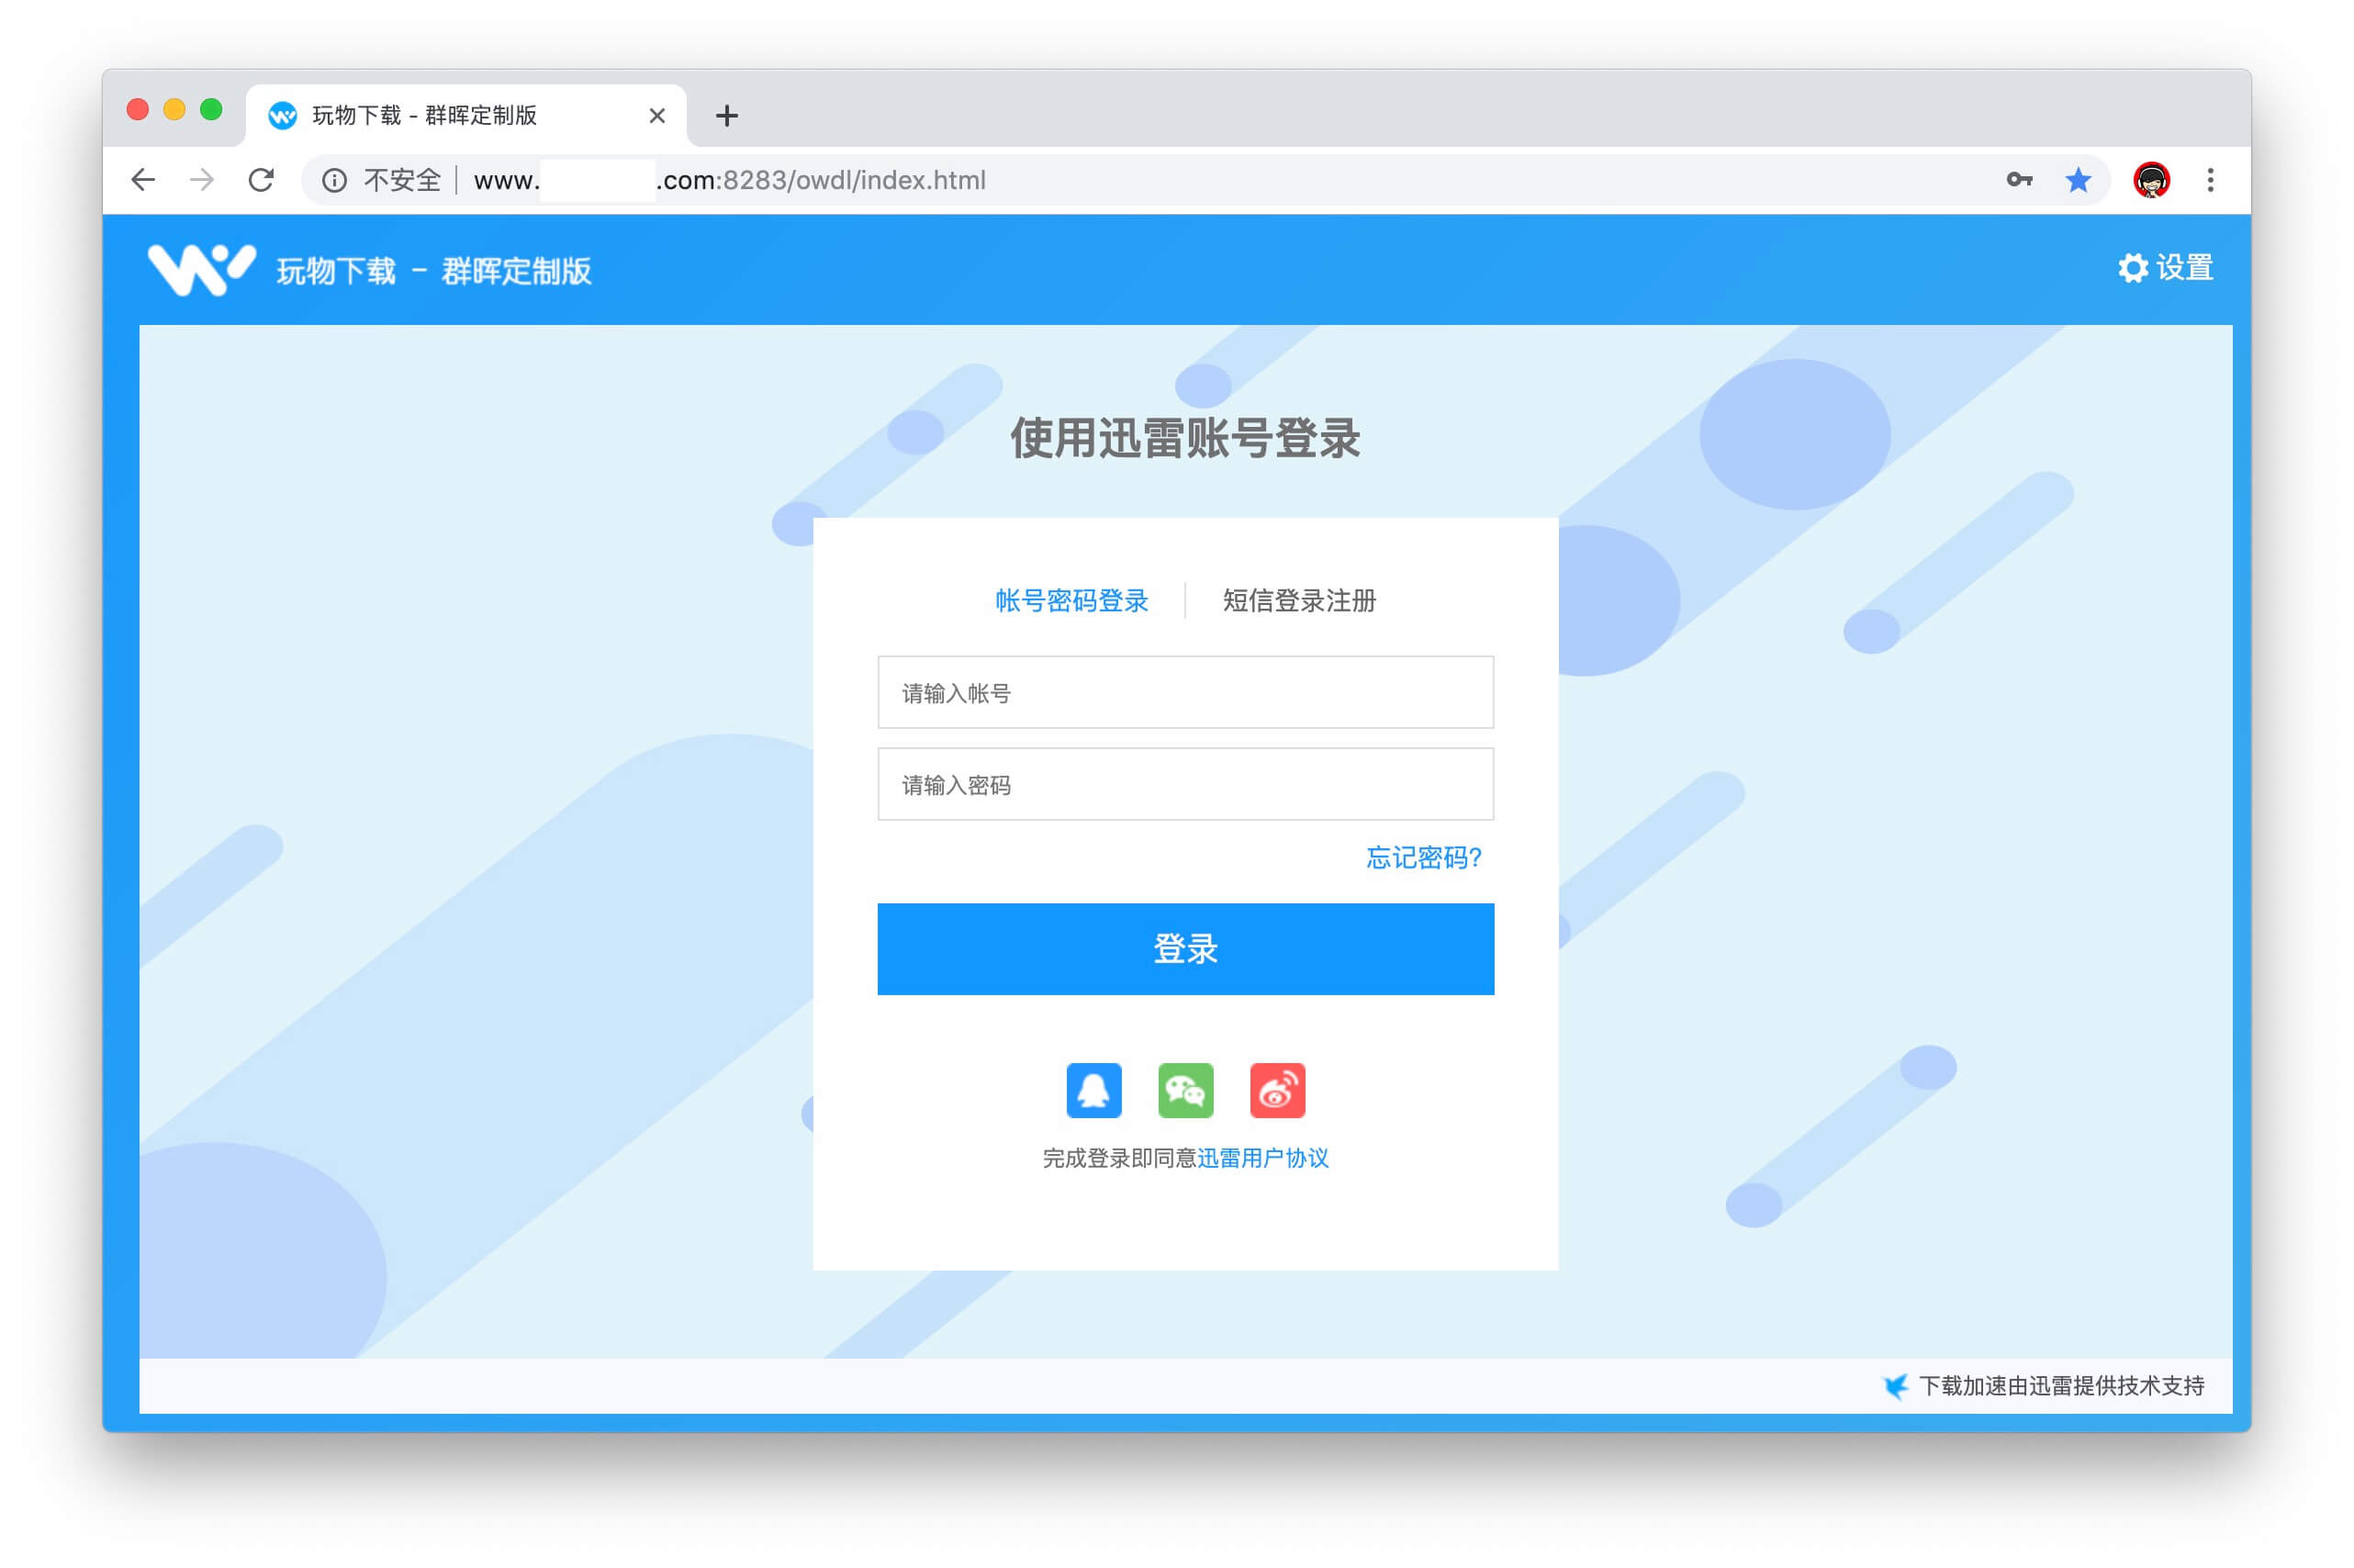 玩物下载 - 群晖定制版
不安全 www. .com:8283/owdl/index.html
玩物下载 - 群晖定制版
设置
使用迅雷账号登录
帐号密码登录
短信登录注册
请输入帐号
请输入密码
忘记密码?
登录
完成登录即同意迅雷用户协议
下载加速由迅雷提供技术支持